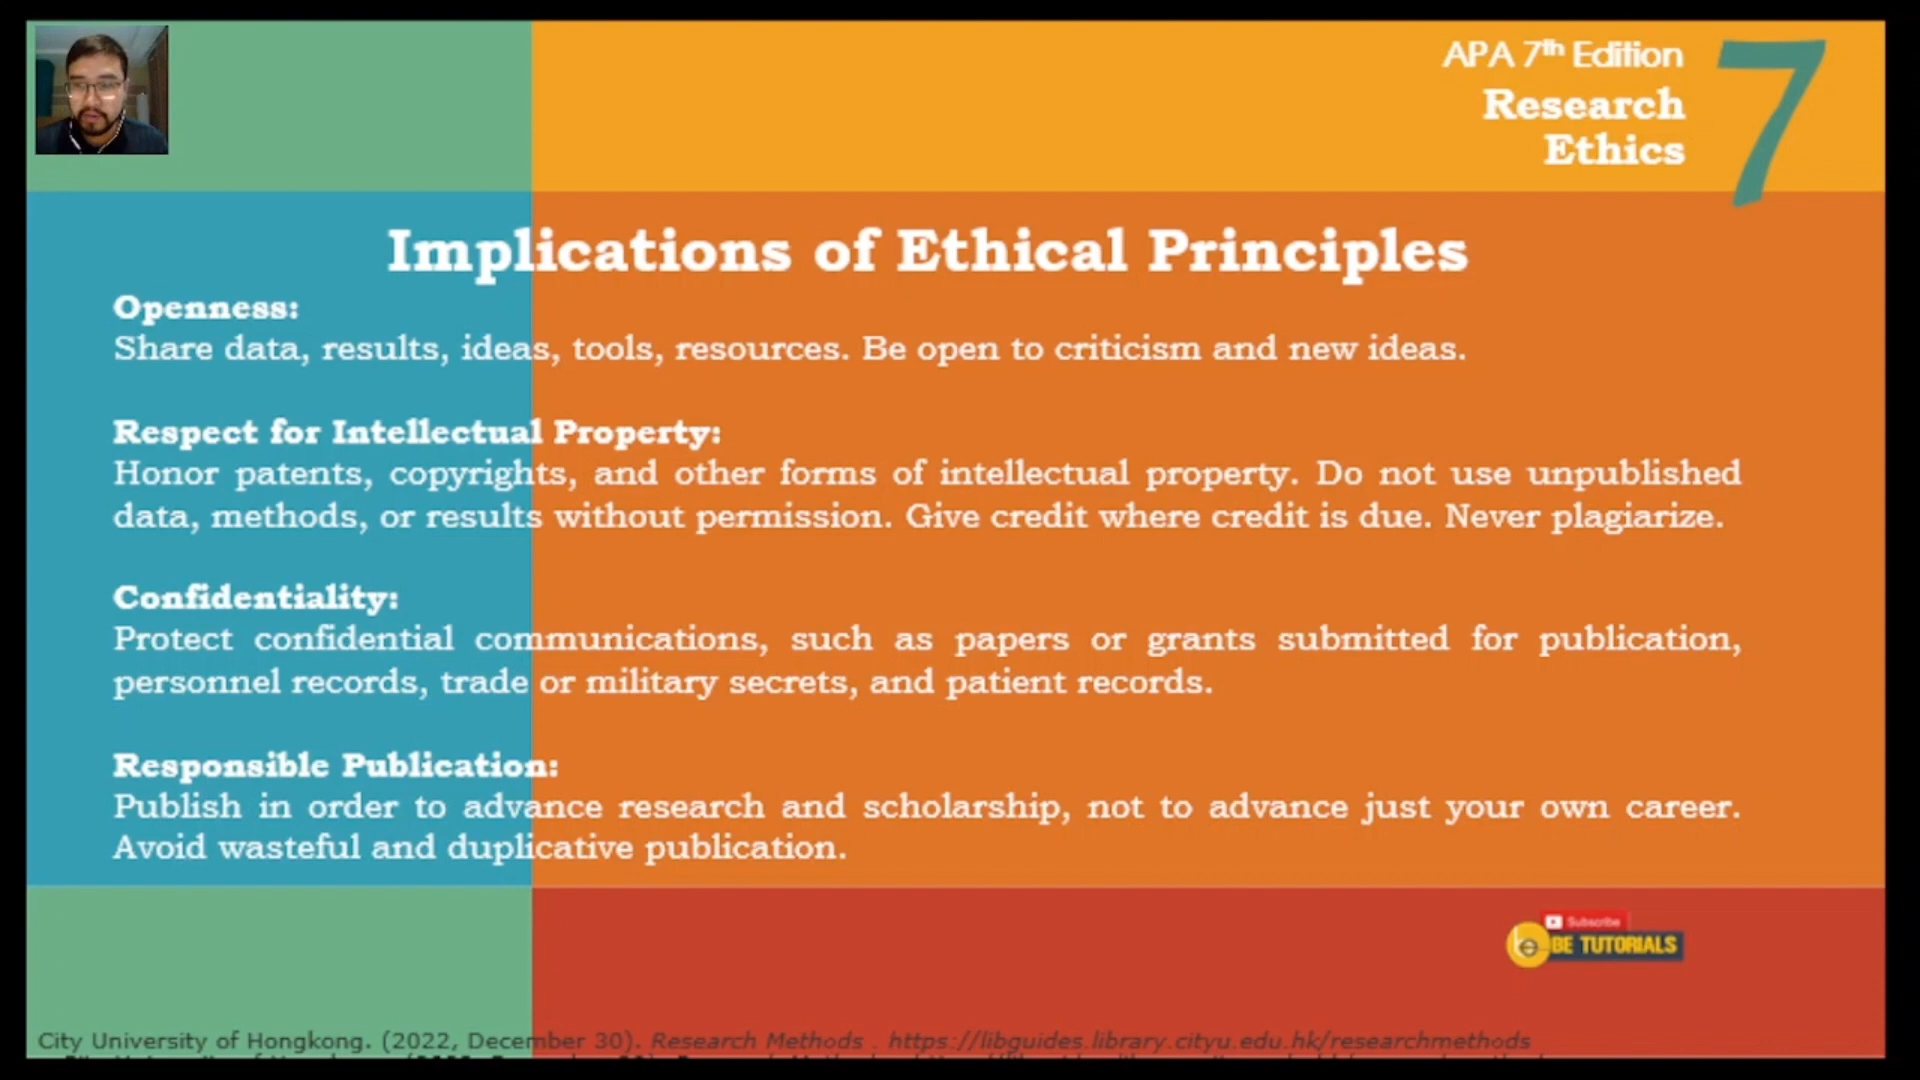 APA 7th Edition
Research
Ethics
7
Implications of Ethical Principles
Openness:
Share data, results, ideas, tools, resources. Be open to criticism and new ideas.
Respect for Intellectual Property:
Honor patents, copyrights, and other forms of intellectual property. Do not use unpublished
data, methods, or results without permission. Give credit where credit is due. Never plagiarize.
Confidentiality:
Protect confidential communications, such as papers or grants submitted for publication,
personnel records, trade or military secrets, and patient records.
Responsible Publication:
Publish in order to advance research and scholarship, not to advance just your own career.
Avoid wasteful and duplicative publication.
Subscribe
BE TUTORIALS
City University of Hongkong. (2022, December 30). Research Methods . https://libguides.library.cityu.edu.hk/researchmethods